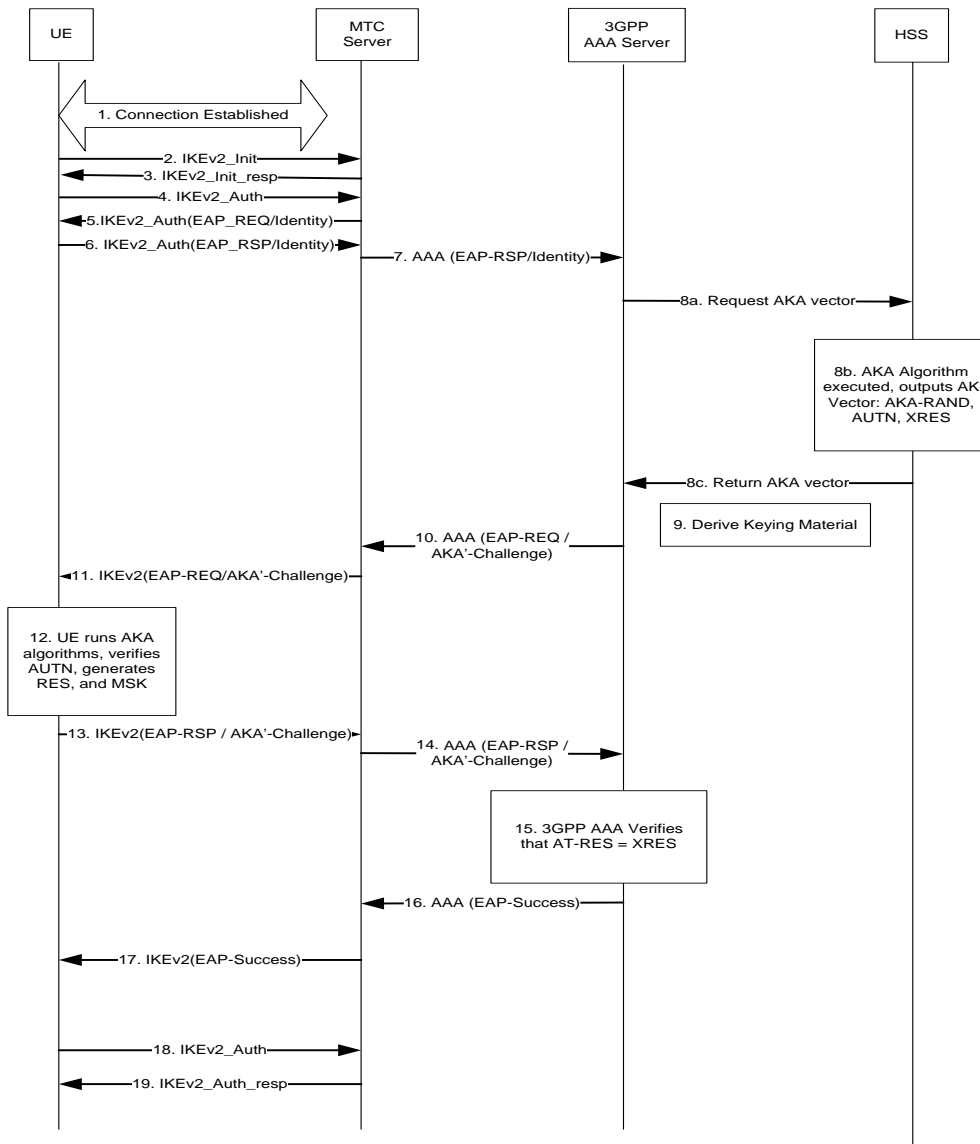 UE
MTC
Server
3GPP
AAA Server
HSS
1. Connection Established
2. IKEv2_Init
3. IKEv2_Init_resp
4. IKEv2_Auth
5.IKEv2_Auth(EAP_REQ/Identity)
6. IKEv2_Auth(EAP_RSP/Identity)
7. AAA (EAP-RSP/Identity)
8a. Request AKA vector
8b. AKA Algorithm
executed, outputs AK
Vector: AKA-RAND,
AUTN, XRES
8c. Return AKA vector
9. Derive Keying Material
10. AAA (EAP-REQ /
AKA'-Challenge)
11. IKEv2(EAP-REQ/AKA'-Challenge)
12. UE runs AKA
algorithms, verifies
AUTN, generates
RES, and MSK
13. IKEv2(EAP-RSP / AKA'-Challenge)
14. AAA (EAP-RSP /
AKA'-Challenge)
15. 3GPP AAA Verifies
that AT-RES = XRES
16. AAA (EAP-Success)
17. IKEv2(EAP-Success)
18. IKEv2_Auth
19. IKEv2_Auth_resp